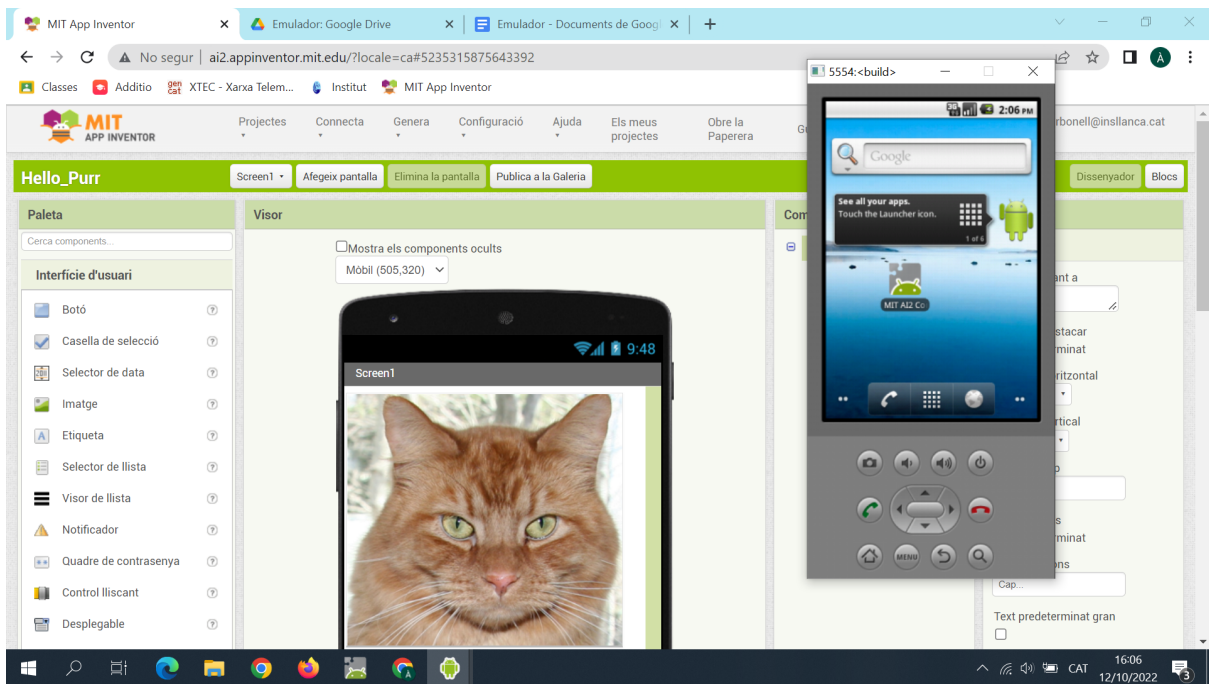 MIT App Inventor
Emulador: Google Drive
Emulador - Documents de Googl
No segur
ai2.appinventor.mit.edu/?locale=ca#5235315875643392
À
Classes
Additio
gen
cat
XTEC - Xarxa Telem...
Institut
MIT App Inventor
MIT
APP INVENTOR
Projectes
Connecta
Genera
Configuració
Ajuda
Els meus
projectes
Obre la
Paperera
rbonell@insllanca.cat
Hello_Purr
Screen1
Afegeix pantalla
Elimina la pantalla
Publica a la Galeria
Dissenyador
Blocs
Paleta
Visor
Com
Cerca components...
Mostra els components ocults
Mòbil (505,320)
Interfície d'usuari
Botó
Casella de selecció
Selector de data
Imatge
Etiqueta
Selector de llista
Visor de llista
Notificador
Quadre de contrasenya
Control lliscant
Desplegable
9:48
Screen1
5554:<build>
3G
2:06 PM
Google
See all your apps.
Touch the Launcher icon.
1 of 6
MIT AI2 Co
MENU
ant a
stacar
minat
ritzontal
rtical
p
s
minat
ons
Cap...
Text predeterminat gran
CAT
16:06
12/10/2022
3